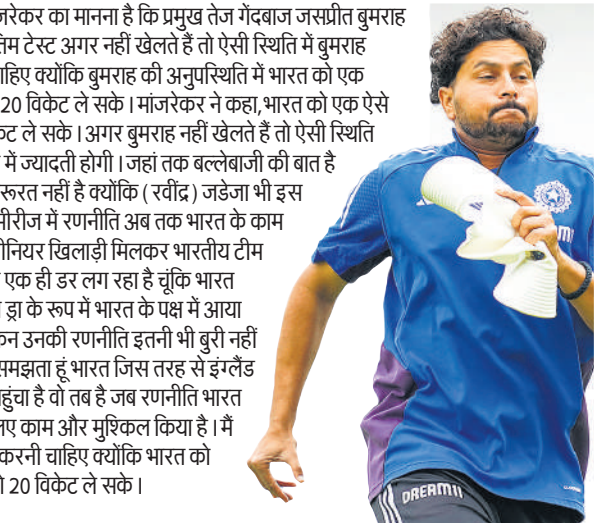 जरेकर का मानना है कि प्रमुख तेज गेंदबाज जसप्रीत बुमराह
तिम टेस्ट अगर नहीं खेलते हैं तो ऐसी स्थिति में बुमराह
ाहिए क्योंकि बुमराह की अनुपस्थिति में भारत को एक
20 विकेट ले सके । मांजरेकर ने कहा,भारत को एक ऐसे
केट ले सके । अगर बुमराह नहीं खेलते हैं तो ऐसी स्थिति
में ज्यादती होगी । जहां तक बल्लेबाजी की बात है
रूरत नहीं है क्योंकि ( रवींद्र ) जडेजा भी इस
सीरीज में रणनीति अब तक भारत के काम
ीनियर खिलाड़ी मिलकर भारतीय टीम
एक ही डर लग रहा है चूंकि भारत
ड्रा के रूप में भारत के पक्ष में आया
कन उनकी रणनीति इतनी भी बुरी नहीं
समझता हूं भारत जिस तरह से इंग्लैंड
हुंचा है वो तब है जब रणनीति भारत
लए काम और मुश्किल किया है । मैं
करनी चाहिए क्योंकि भारत को
ो 20 विकेट ले सके ।
DREAM11